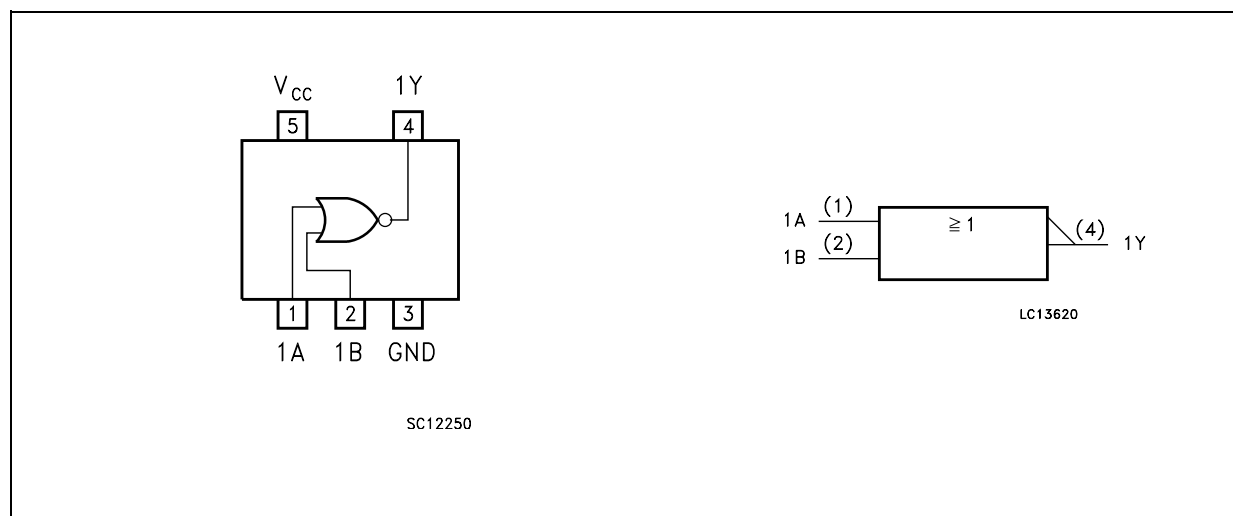 V CC 1Y
5 4
1 2 3
1A 1B GND
SC12250
1A (1)
1B (2)
≧ 1
(4) 1Y
LC13620